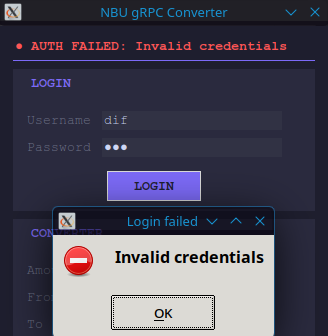 NBU gRPC Converter
● AUTH FAILED: Invalid credentials
LOGIN
Username dif
Password ●●●
LOGIN
Login failed
Invalid credentials
OK